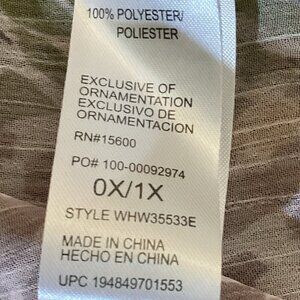 100% POLYESTER/
POLIESTER
EXCLUSIVE OF
ORNAMENTATION
EXCLUSIVO DE
ORNAMENTACION
RN#15600
PO# 100-00092974
0X/1X
STYLE WHW35533E
MADE IN CHINA
HECHO EN CHINA
UPC 194849701553